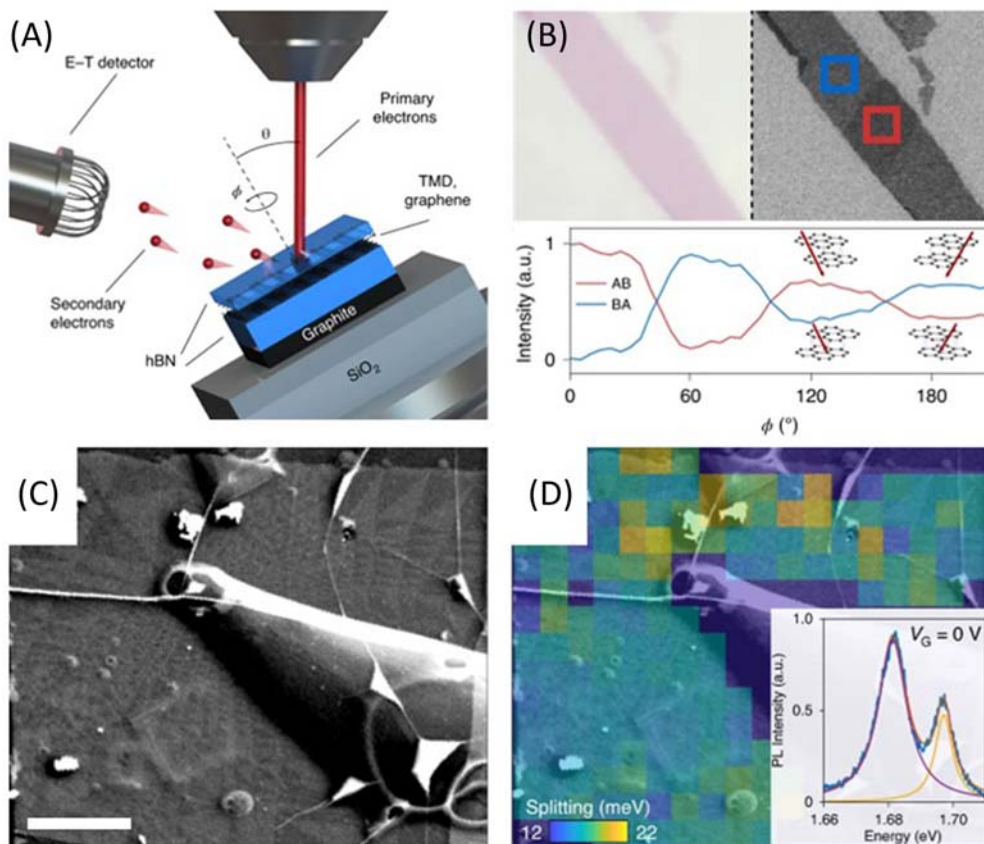 (A)
E–T detector
θ
Primary
electrons
ϕ
TMD,
graphene
Secondary
electrons
Graphite
hBN
SiO2
(B)
Intensity (a.u.)
1
0
AB
BA
0
60
120
180
ϕ (°)
(C)
(D)
Splitting (meV)
12
22
VG = 0 V
PL Intensity (a.u.)
1.0
0.5
0
1.66
1.68
1.70
Energy (eV)